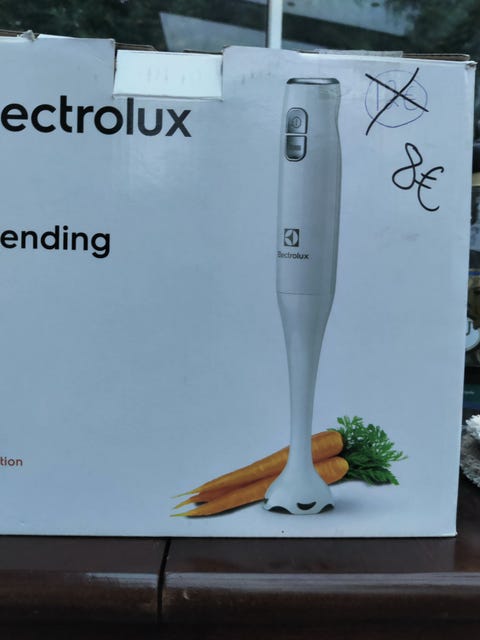 ectrolux
8€
ending
Electrolux
tion